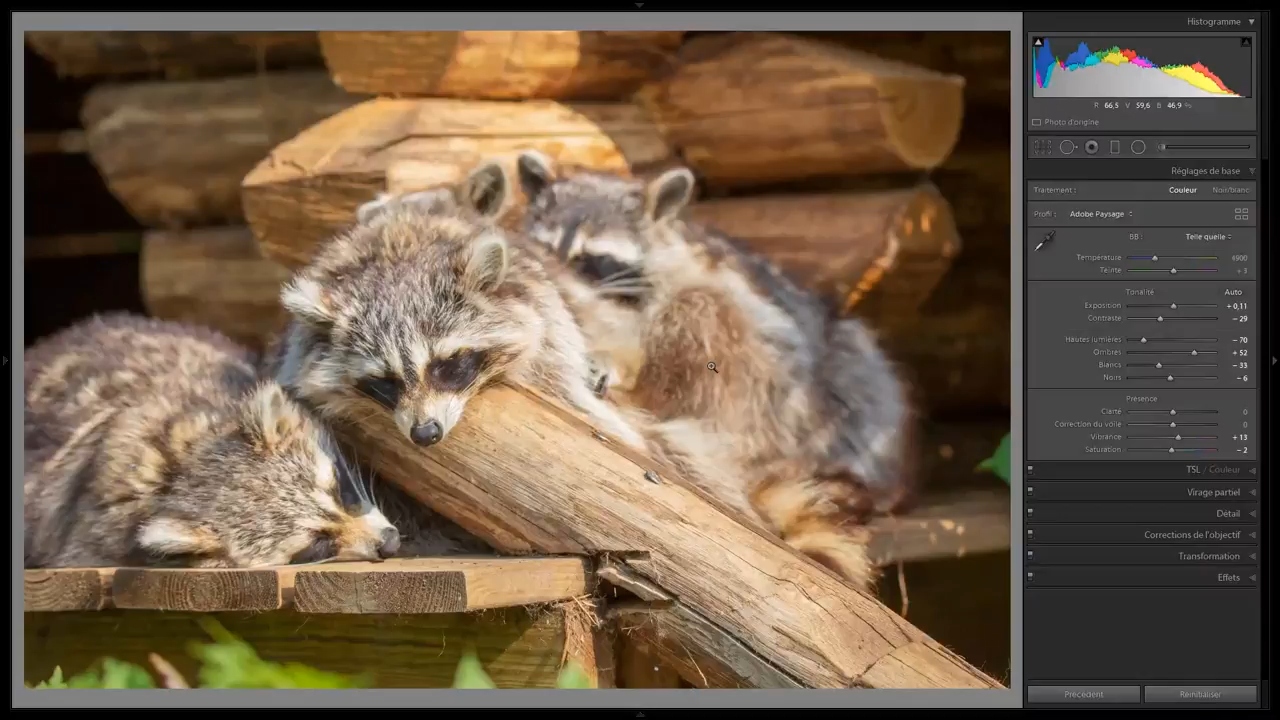 Histogramme
R 66,5 V 59,6 B 46,9 %
Photo d'origine
Réglages de base
Traitement : Couleur Noir/blanc
Profil : Adobe Paysage
BB : Telle quelle
Température 4900
Teinte + 3
Tonalité Auto
Exposition + 0,11
Contraste − 29
Hautes lumières − 70
Ombres + 52
Blancs − 33
Noirs − 6
Présence
Clarté 0
Correction du voile 0
Vibrance + 13
Saturation − 2
TSL / Couleur
Virage partiel
Détail
Corrections de l'objectif
Transformation
Effets
Précédent Réinitialiser